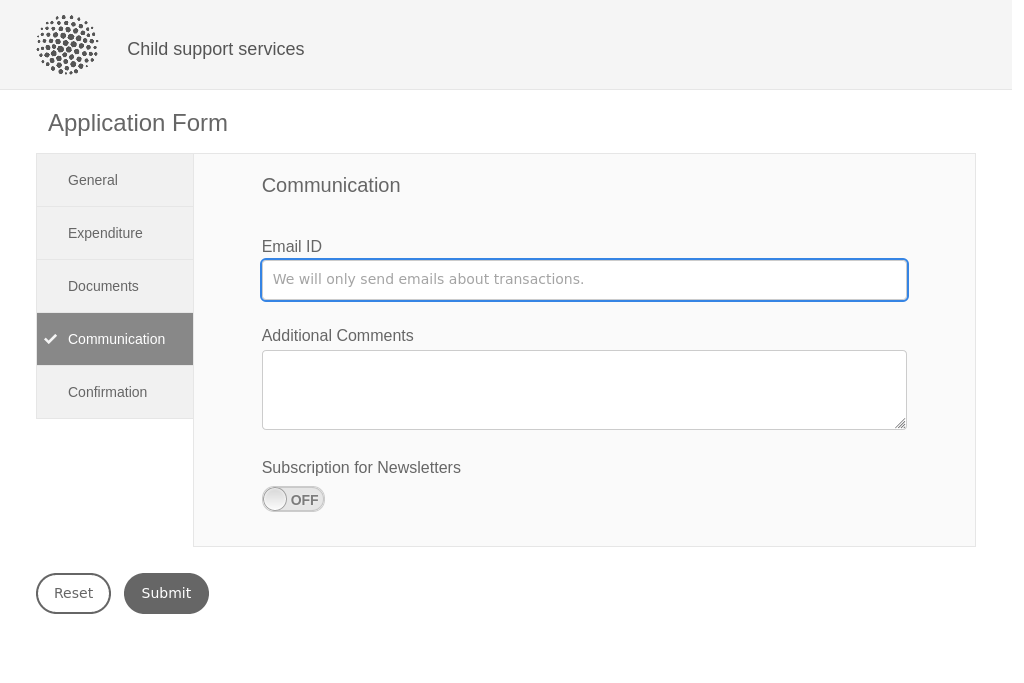 Child support services
Application Form
General
Expenditure
Documents
Communication
Confirmation
Communication
Email ID
We will only send emails about transactions.
Additional Comments
Subscription for Newsletters
OFF
Reset
Submit